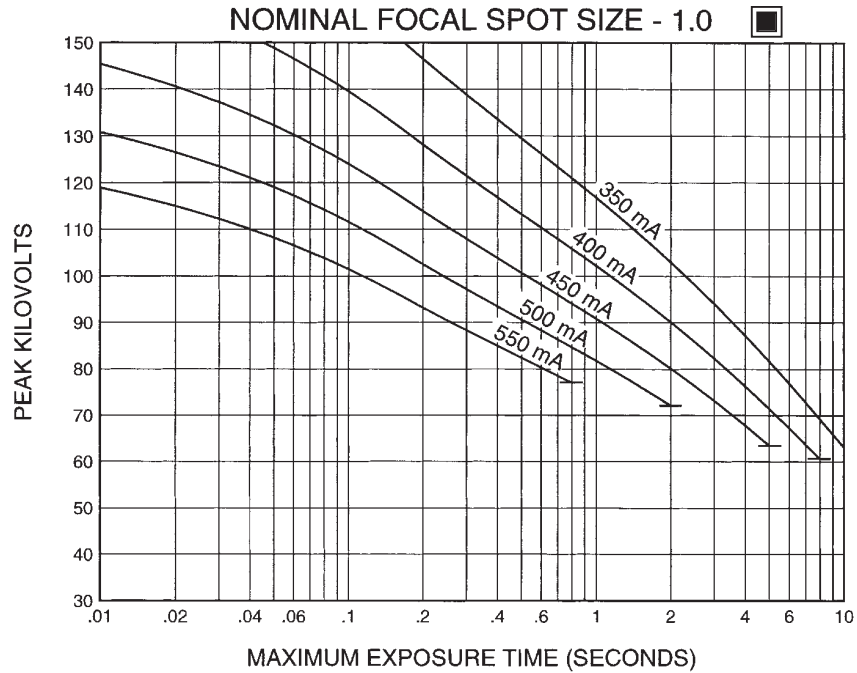 NOMINAL FOCAL SPOT SIZE - 1.0
150
140
130
120
110
100
90
80
70
60
50
40
30
PEAK KILOVOLTS
350 mA
400 mA
450 mA
500 mA
550 mA
.01 .02 .04 .06 .1 .2 .4 .6 1 2 4 6 10
MAXIMUM EXPOSURE TIME (SECONDS)